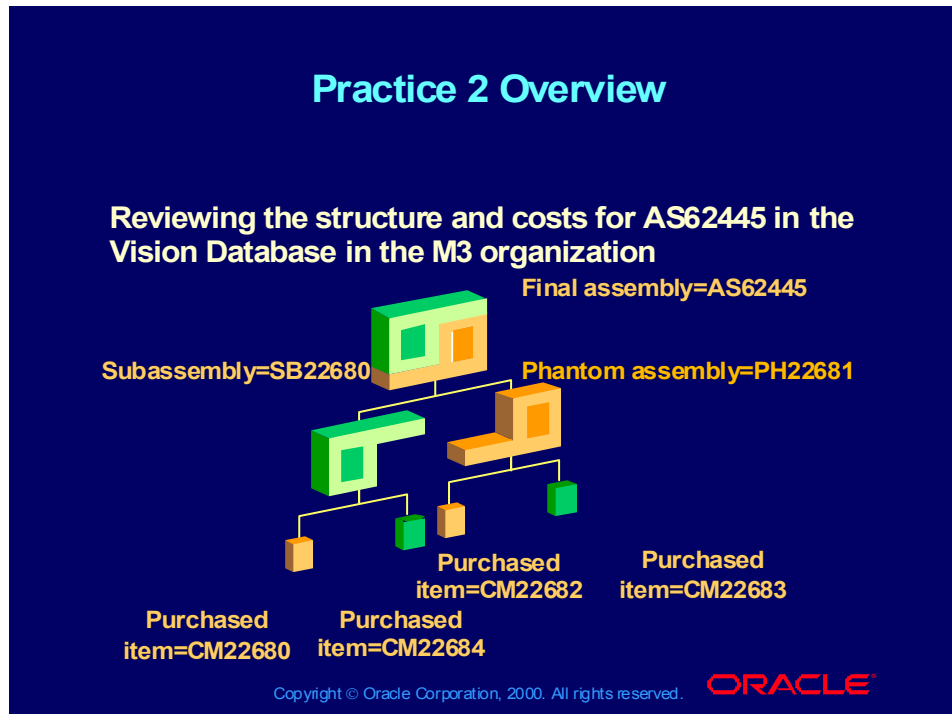 Practice 2 Overview
Reviewing the structure and costs for AS62445 in the
Vision Database in the M3 organization
Final assembly=AS62445
Subassembly=SB22680
Phantom assembly=PH22681
Purchased
item=CM22682
Purchased
item=CM22683
Purchased
item=CM22680
Purchased
item=CM22684
Copyright © Oracle Corporation, 2000. All rights reserved.
ORACLE®